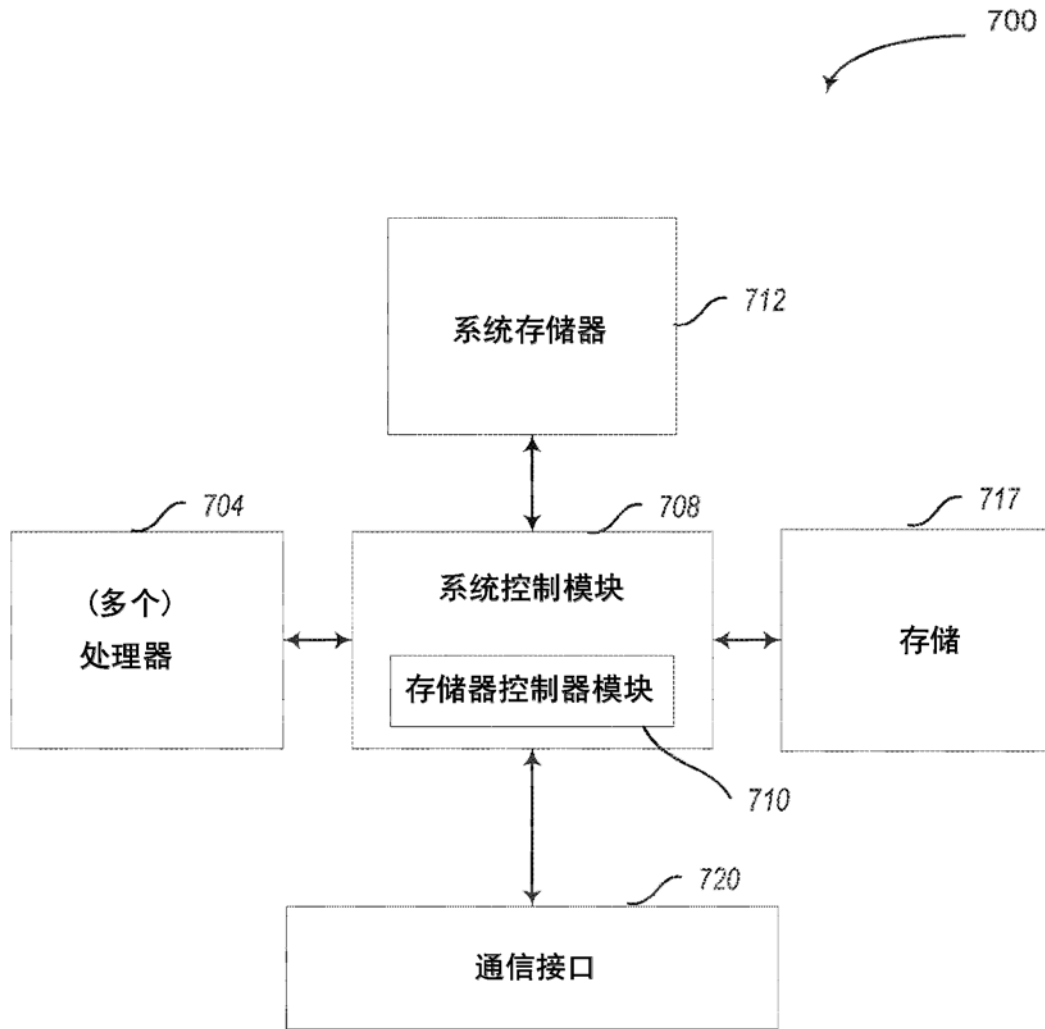 700
712
系统存储器
704
708
717
(多个)
处理器
系统控制模块
存储器控制器模块
存储
710
720
通信接口